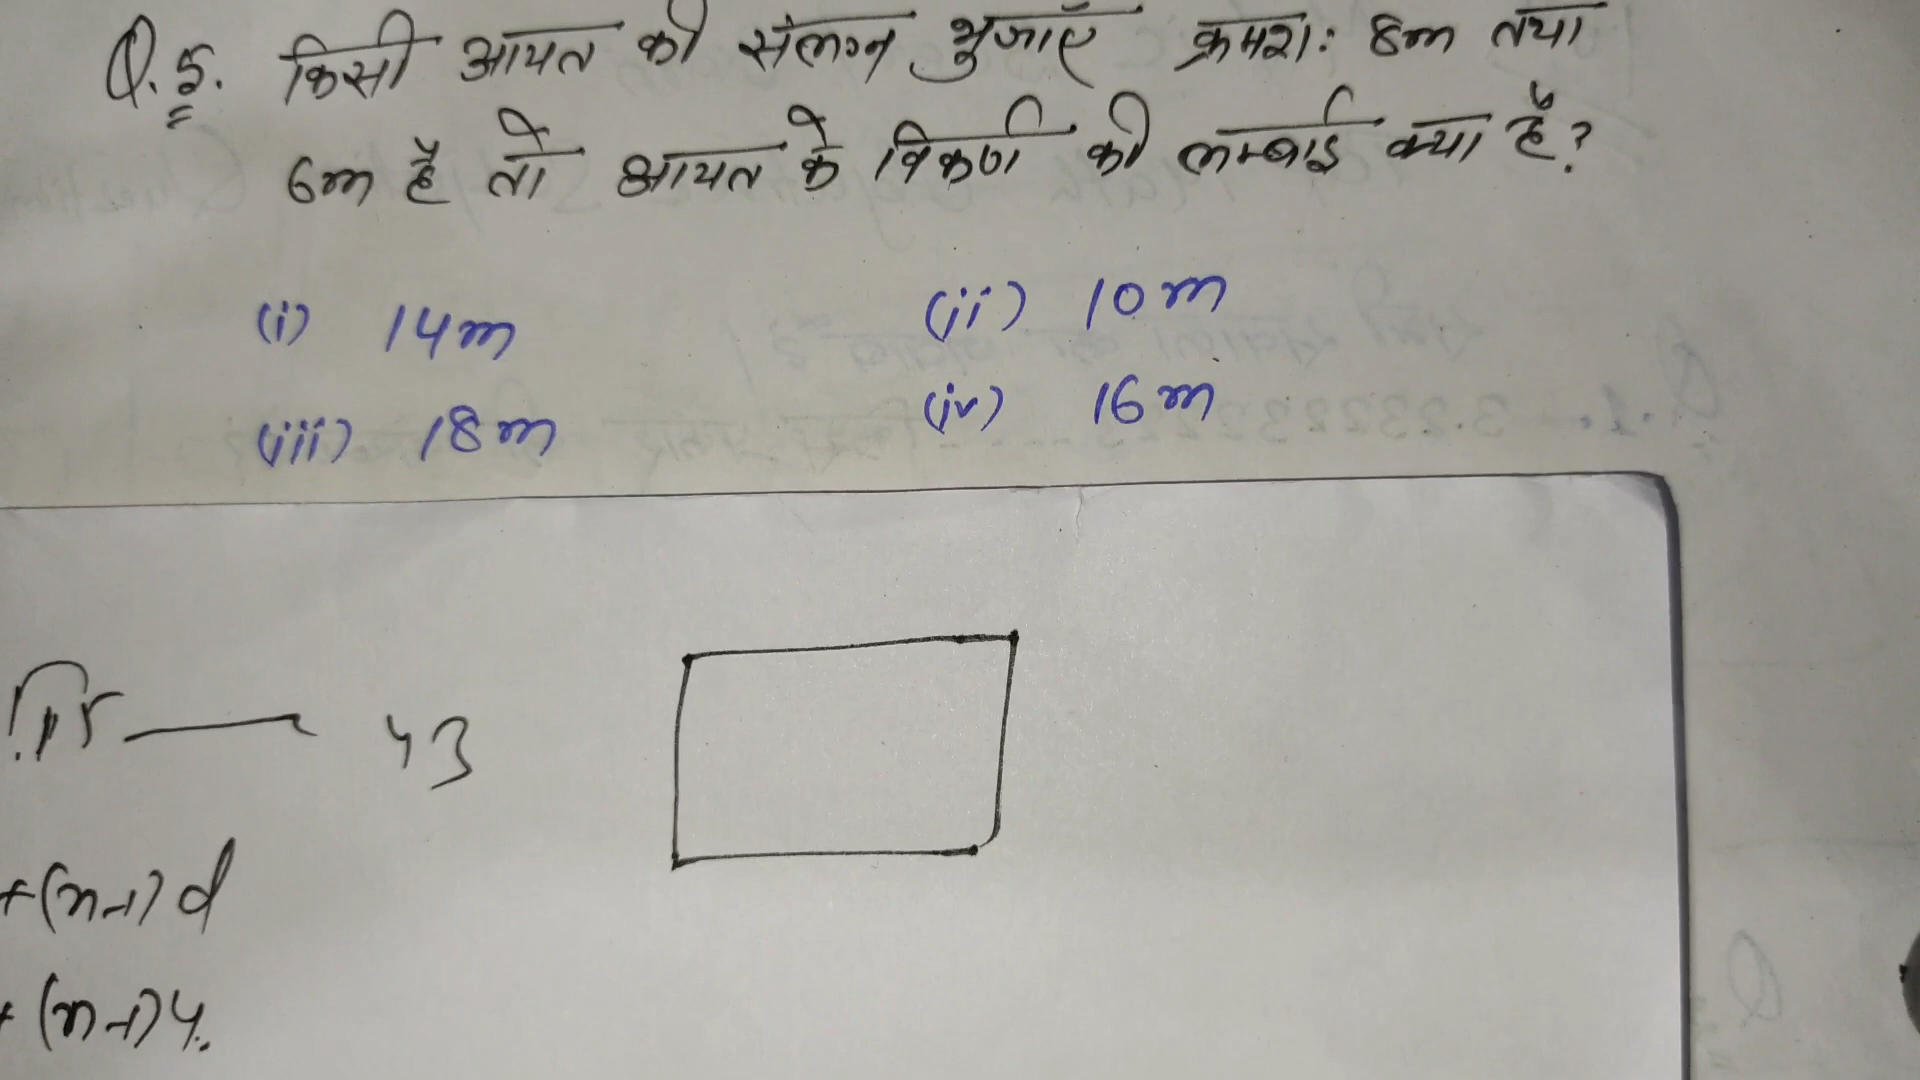 Q.5. किसी आयत की संलग्न भुजाएँ क्रमशः 8m तथा
6m है तो आयत के विकर्ण की लम्बाई क्या है?
(i) 14m (ii) 10m
(iii) 18m (iv) 16m
43
+(n-1)d
+(n-1)4.